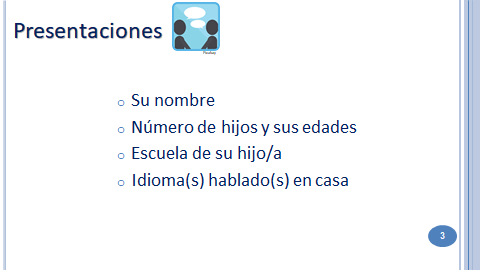 Presentaciones
Su nombre
Número de hijos y sus edades
Escuela de su hijo/a
Idioma(s) hablado(s) en casa
3